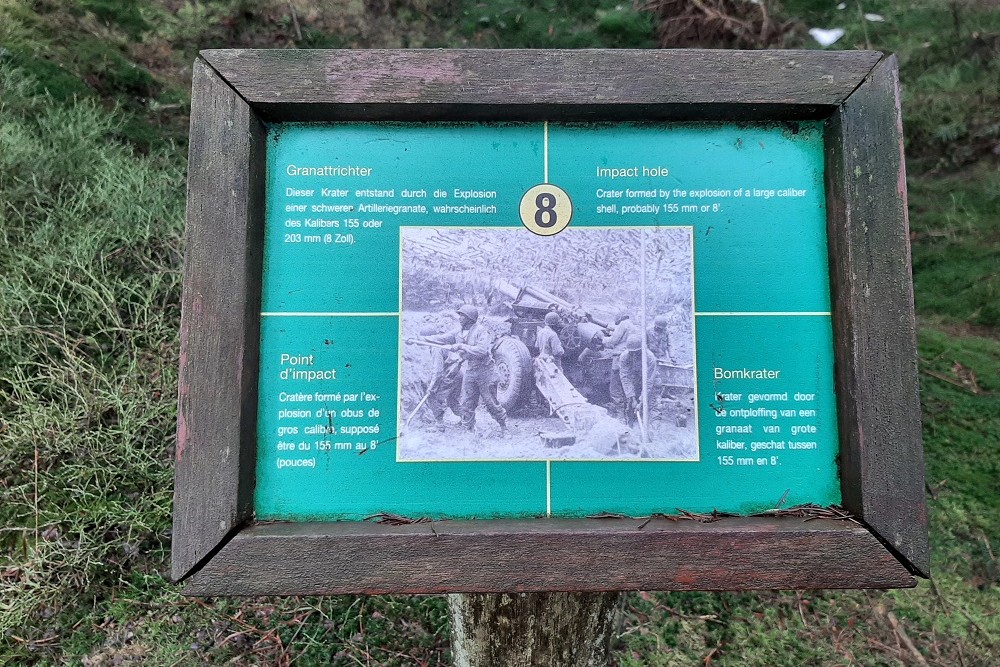 Granattrichter
Dieser Krater entstand durch die Explosion
einer schweren Artilleriegranate, wahrscheinlich
des Kalibars 155 oder
203 mm (8 Zoll).
Impact hole
Crater formed by the explosion of a large caliber
shell, probably 155 mm or 8'.
8
Point
d'impact
Cratère formé par l'ex-
plosion d'un obus de
gros calibre, supposé
être du 155 mm au 8'
(pouces)
Bomkrater
Krater gevormd door
de ontploffing van een
granaat van grote
kaliber, geschat tussen
155 mm en 8'.